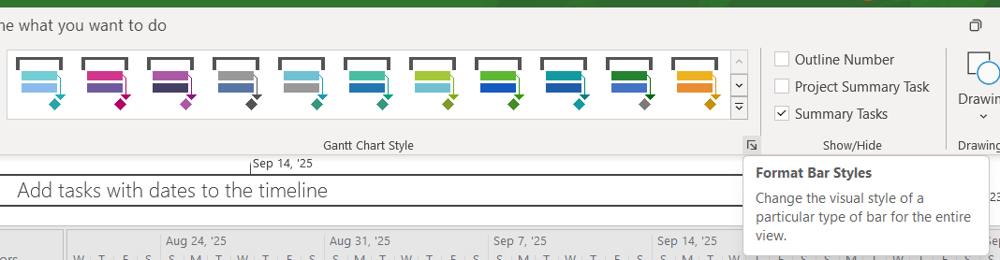 me what you want to do
Outline Number
Project Summary Task
Summary Tasks
Drawin
Gantt Chart Style
Show/Hide
Drawing
Sep 14, '25
Add tasks with dates to the timeline
Format Bar Styles
Change the visual style of a
particular type of bar for the entire
view.
23
Aug 24, '25
Aug 31, '25
Sep 7, '25
Sep 14, '25
Sep
ors
W T F S S M T W T F S S M T W T F S S M T W T F S S M T W